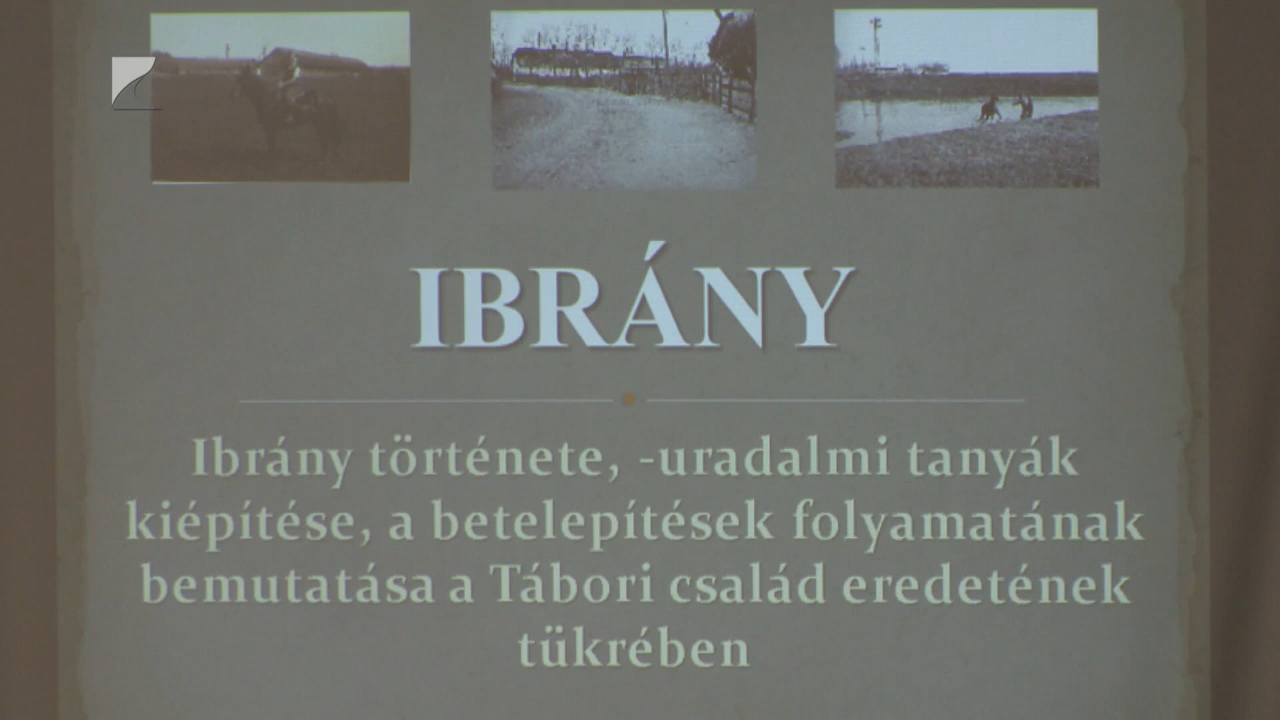 IBRÁNY
Ibrány története, -uradalmi tanyák
kiépítése, a betelepítések folyamatának
bemutatása a Tábori család eredetének
tükrében